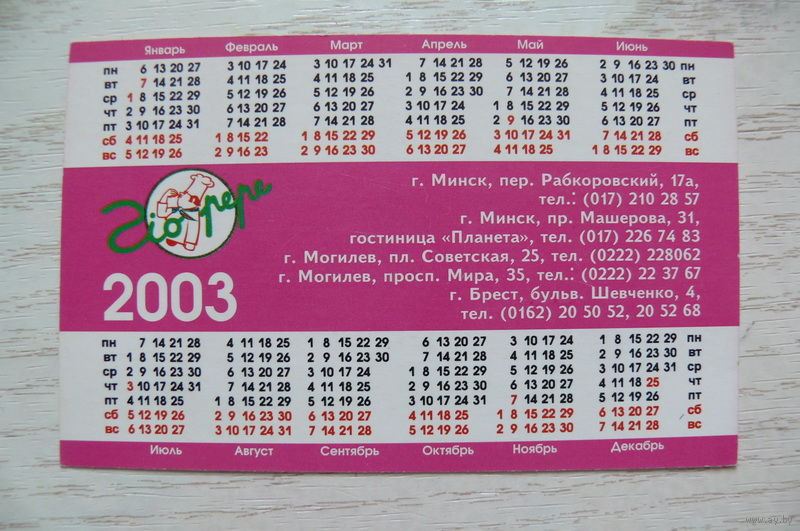 Январь Февраль Март Апрель Май Июнь
пн 6 13 20 27 3 10 17 24 3 10 17 24 31 7 14 21 28 5 12 19 26 2 9 16 23 30 пн
вт 7 14 21 28 4 11 18 25 4 11 18 25 1 8 15 22 29 6 13 20 27 3 10 17 24 вт
ср 1 8 15 22 29 5 12 19 26 5 12 19 26 2 9 16 23 30 7 14 21 28 4 11 18 25 ср
чт 2 9 16 23 30 6 13 20 27 6 13 20 27 3 10 17 24 1 8 15 22 29 5 12 19 26 чт
пт 3 10 17 24 31 7 14 21 28 7 14 21 28 4 11 18 25 2 9 16 23 30 6 13 20 27 пт
сб 4 11 18 25 1 8 15 22 1 8 15 22 29 5 12 19 26 3 10 17 24 31 7 14 21 28 сб
вс 5 12 19 26 2 9 16 23 2 9 16 23 30 6 13 20 27 4 11 18 25 1 8 15 22 29 вс
Zio pepe
2003
г. Минск, пер. Рабкоровский, 17а,
тел.: (017) 210 28 57
г. Минск, пр. Машерова, 31,
гостиница «Планета», тел. (017) 226 74 83
г. Могилев, пл. Советская, 25, тел. (0222) 228062
г. Могилев, просп. Мира, 35, тел.: (0222) 22 37 67
г. Брест, бульв. Шевченко, 4,
тел. (0162) 20 50 52, 20 52 68
пн 7 14 21 28 4 11 18 25 1 8 15 22 29 6 13 20 27 3 10 17 24 1 8 15 22 29 пн
вт 1 8 15 22 29 5 12 19 26 2 9 16 23 30 7 14 21 28 4 11 18 25 2 9 16 23 30 вт
ср 2 9 16 23 30 6 13 20 27 3 10 17 24 1 8 15 22 29 5 12 19 26 3 10 17 24 31 ср
чт 3 10 17 24 31 7 14 21 28 4 11 18 25 2 9 16 23 30 6 13 20 27 4 11 18 25 чт
пт 4 11 18 25 1 8 15 22 29 5 12 19 26 3 10 17 24 31 7 14 21 28 5 12 19 26 пт
сб 5 12 19 26 2 9 16 23 30 6 13 20 27 4 11 18 25 1 8 15 22 29 6 13 20 27 сб
вс 6 13 20 27 3 10 17 24 31 7 14 21 28 5 12 19 26 2 9 16 23 30 7 14 21 28 вс
Июль Август Сентябрь Октябрь Ноябрь Декабрь
www.ay.by